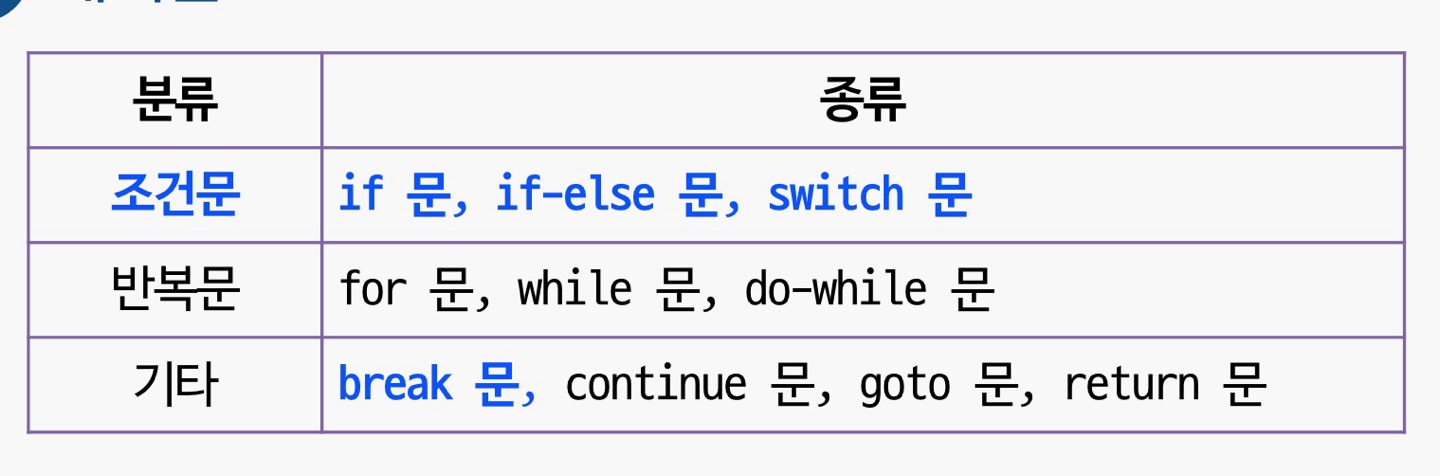 분류 종류
조건문 if 문, if-else 문, switch 문
반복문 for 문, while 문, do-while 문
기타 break 문, continue 문, goto 문, return 문